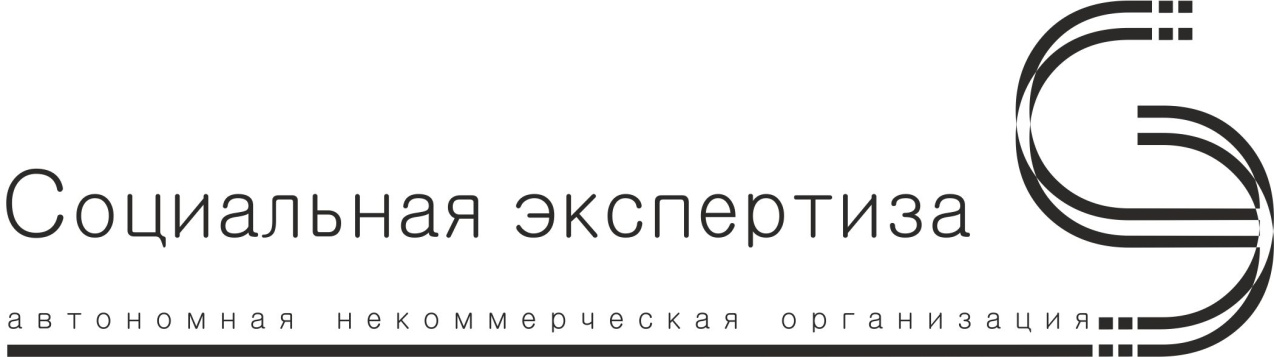 Социальная экспертиза
автономная некоммерческая организация